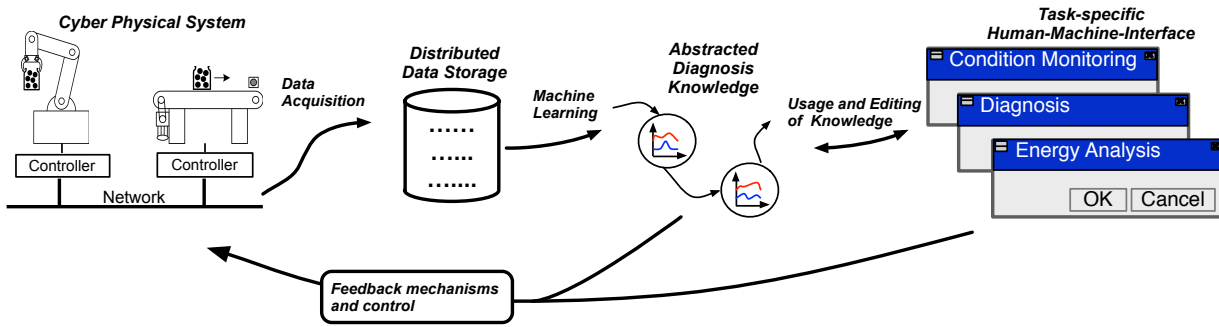 Cyber Physical System
Controller
Controller
Network
Data
Acquisition
Distributed
Data Storage
Machine
Learning
Abstracted
Diagnosis
Knowledge
Usage and Editing
of Knowledge
Task-specific
Human-Machine-Interface
Condition Monitoring
Diagnosis
Energy Analysis
OK
Cancel
Feedback mechanisms
and control